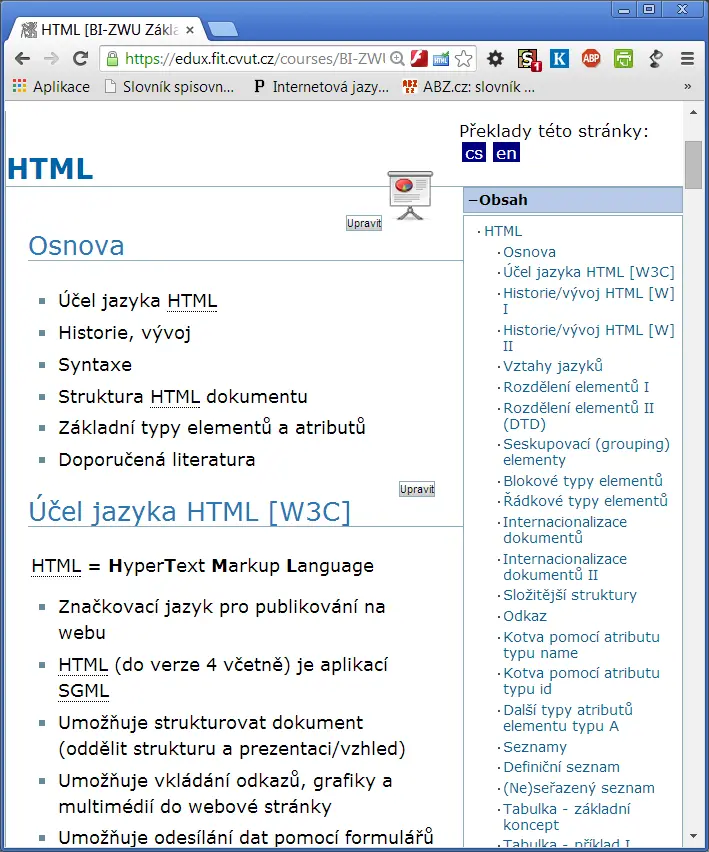 HTML [BI-ZWU Zákla
https://edux.fit.cvut.cz/courses/BI-ZWU
Aplikace
Slovník spisovn...
Internetová jazy...
ABZ.cz: slovník ...
»
Překlady této stránky:
cs en
HTML
Upravit
Osnova
Účel jazyka HTML
Historie, vývoj
Syntaxe
Struktura HTML dokumentu
Základní typy elementů a atributů
Doporučená literatura
Upravit
Účel jazyka HTML [W3C]
HTML = HyperText Markup Language
Značkovací jazyk pro publikování na
webu
HTML (do verze 4 včetně) je aplikací
SGML
Umožňuje strukturovat dokument
(oddělit strukturu a prezentaci/vzhled)
Umožňuje vkládání odkazů, grafiky a
multimédií do webové stránky
Umožňuje odesílání dat pomocí formulářů
−Obsah
HTML
Osnova
Účel jazyka HTML [W3C]
Historie/vývoj HTML [W]
I
Historie/vývoj HTML [W]
II
Vztahy jazyků
Rozdělení elementů I
Rozdělení elementů II
(DTD)
Seskupovací (grouping)
elementy
Blokové typy elementů
Řádkové typy elementů
Internacionalizace
dokumentů
Internacionalizace
dokumentů II
Složitější struktury
Odkaz
Kotva pomocí atributu
typu name
Kotva pomocí atributu
typu id
Další typy atributů
elementu typu A
Seznamy
Definiční seznam
(Ne)seřazený seznam
Tabulka - základní
koncept
Tabulka - příklad I